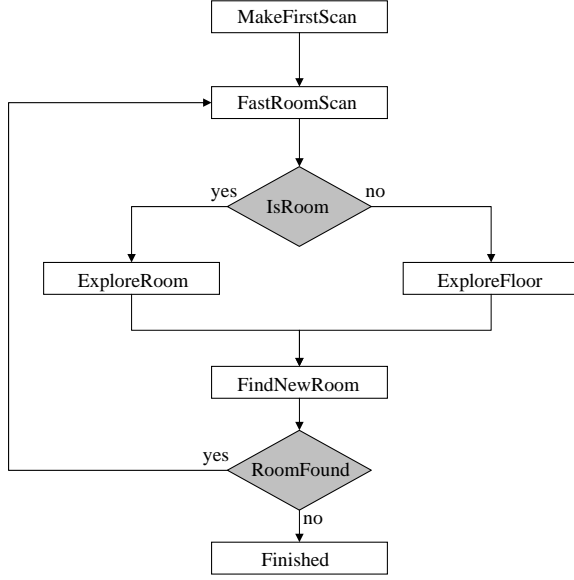 MakeFirstScan
FastRoomScan
yes
no
IsRoom
ExploreRoom
ExploreFloor
FindNewRoom
yes
RoomFound
no
Finished